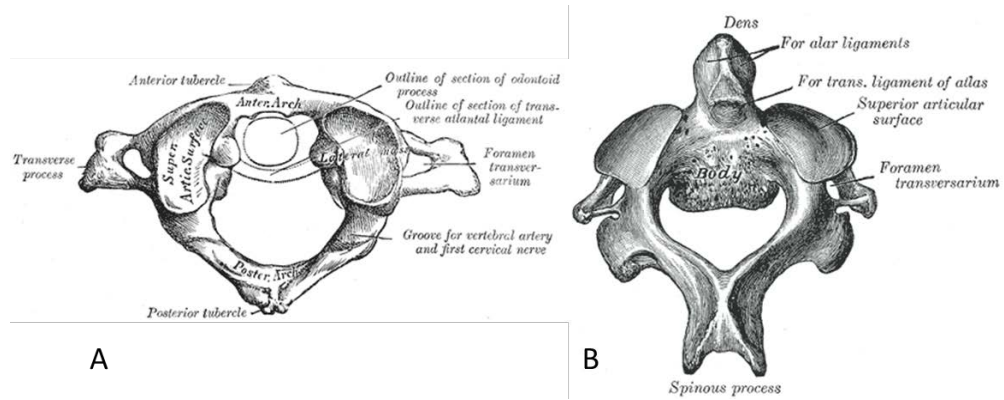 Anterior tubercle
Outline of section of odontoid
process
Anter. Arch
Outline of section of trans-
verse atlantal ligament
Super.
Artic. Surface
Lateral mass
Transverse
process
Foramen
transver-
sarium
Groove for vertebral artery
and first cervical nerve
Poster. Arch
Posterior tubercle
A
Dens
For alar ligaments
For trans. ligament of atlas
Superior articular
surface
Body
Foramen
transversarium
Spinous process
B